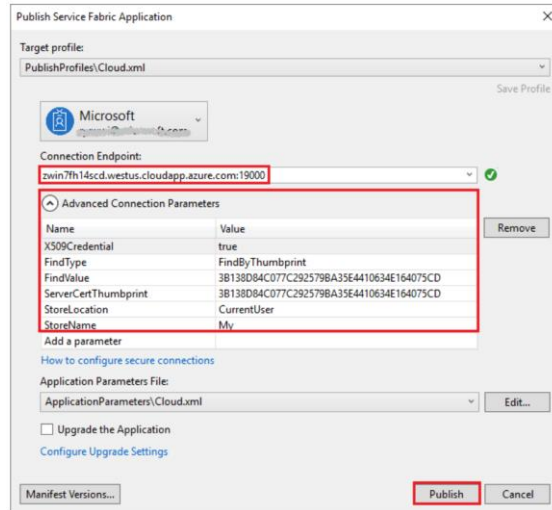 Publish Service Fabric Application
Target profile:
PublishProfiles\Cloud.xml
Save Profile
Microsoft
Connection Endpoint:
zwin7fh14scd.westus.cloudapp.azure.com:19000
Advanced Connection Parameters
Name Value
Remove
X509Credential true
FindType FindByThumbprint
FindValue 3B138D84C077C292579BA35E4410634E164075CD
ServerCertThumbprint 3B138D84C077C292579BA35E4410634E164075CD
StoreLocation CurrentUser
StoreName My
Add a parameter
How to configure secure connections
Application Parameters File:
ApplicationParameters\Cloud.xml Edit...
Upgrade the Application
Configure Upgrade Settings
Manifest Versions... Publish Cancel